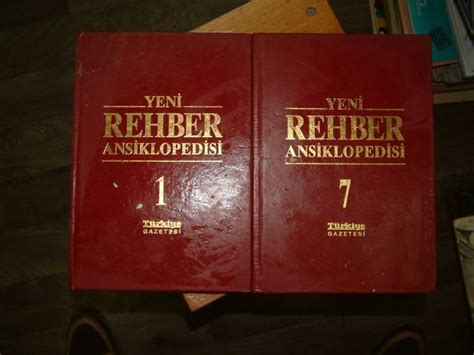 YENİ
REHBER
ANSİKLOPEDİSİ
1
Türkiye
GAZETESİ
YENİ
REHBER
ANSİKLOPEDİSİ
7
Türkiye
GAZETESİ